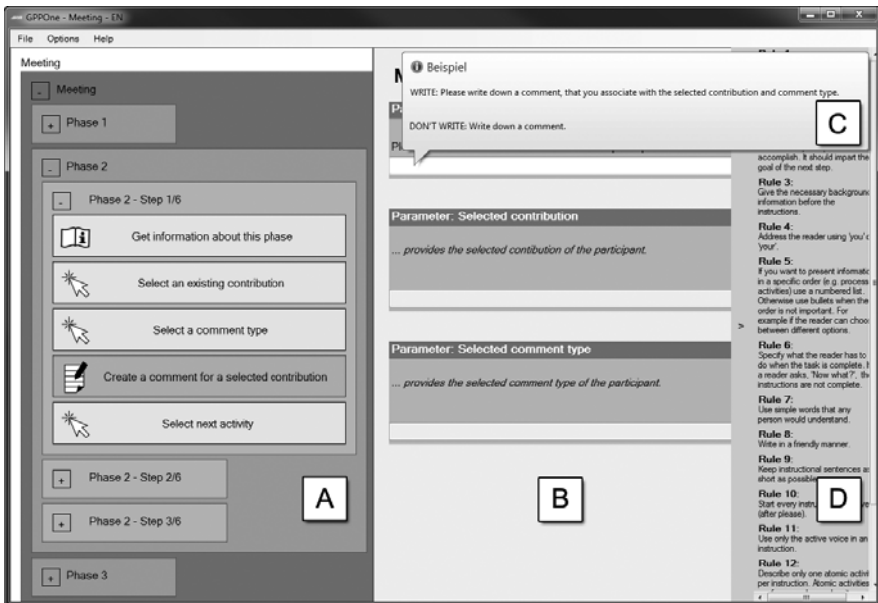 GPPOne - Meeting - EN
File Options Help
Meeting
- Meeting
+ Phase 1
- Phase 2
- Phase 2 - Step 1/6
Get information about this phase
Select an existing contribution
Select a comment type
Create a comment for a selected contribution
Select next activity
+ Phase 2 - Step 2/6
+ Phase 2 - Step 3/6
+ Phase 3
A
Beispiel
WRITE: Please write down a comment, that you associate with the selected contribution and comment type.
DON'T WRITE: Write down a comment.
C
Parameter: Selected contribution
... provides the selected contibution of the participant.
Parameter: Selected comment type
... provides the selected comment type of the participant.
B
>
accomplish. It should impart the
goal of the next step.
Rule 3:
Give the necessary background
information before the
instructions.
Rule 4:
Address the reader using 'you'
'your'.
Rule 5:
If you want to present
in a specific order (e.g. process
activities) use a numbered list.
Otherwise use bullets when the
order is not important. For
example if the reader can
between different options.
Rule 6:
Specify what the reader has to
do when the task is complete.
a reader asks, 'Now what?',
instructions are not complete.
Rule 7:
Use simple words that any
person would understand.
Rule 8:
Write in a friendly manner.
Rule 9:
Keep instructional sentences as
short as possible
Rule 10:
Start every
(after please).
Rule 11:
Use only the active voice in an
instruction.
Rule 12:
Describe only one atomic
per instruction. Atomic activities
D